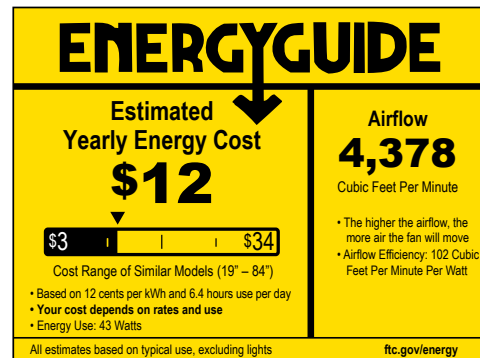 ENERGYGUIDE
Estimated
Yearly Energy Cost
$12
$3
$34
Cost Range of Similar Models (19” – 84”)
• Based on 12 cents per kWh and 6.4 hours use per day
• Your cost depends on rates and use
• Energy Use: 43 Watts
Airflow
4,378
Cubic Feet Per Minute
• The higher the airflow, the
more air the fan will move
• Airflow Efficiency: 102 Cubic
Feet Per Minute Per Watt
All estimates based on typical use, excluding lights
ftc.gov/energy